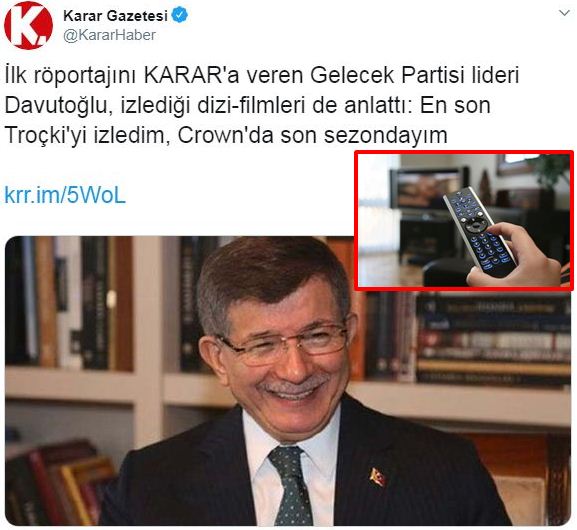 Karar Gazetesi
@KararHaber
İlk röportajını KARAR'a veren Gelecek Partisi lideri
Davutoğlu, izlediği dizi-filmleri de anlattı: En son
Troçki'yi izledim, Crown'da son sezondayım
krr.im/5WoL